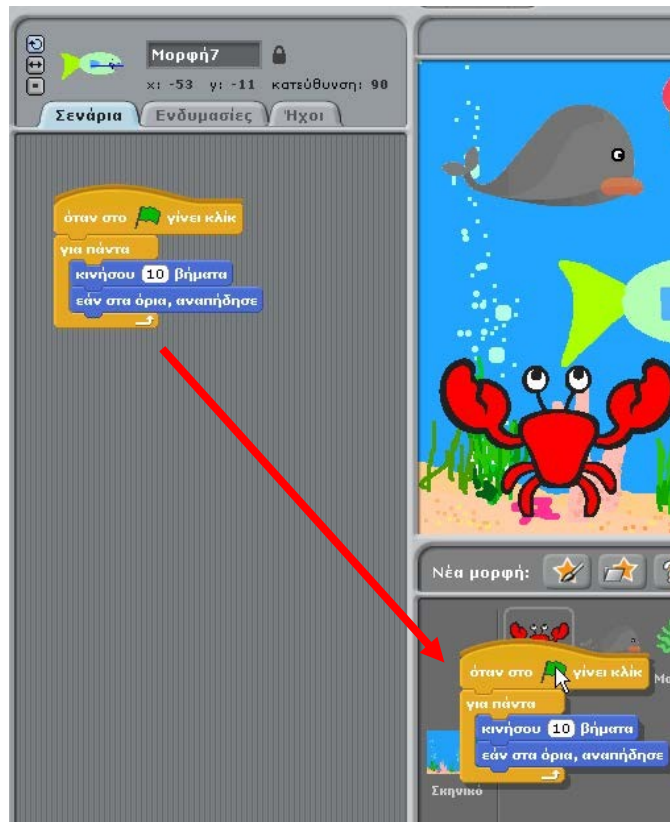 Μορφή7
x: -53 y: -11 κατεύθυνση: 90
Σενάρια Ενδυμασίες Ήχοι
όταν στο γίνει κλίκ
για πάντα
κινήσου 10 βήματα
εάν στα όρια, αναπήδησε
Νέα μορφή:
όταν στο γίνει κλίκ
για πάντα
κινήσου 10 βήματα
εάν στα όρια, αναπήδησε
Σκηνικό